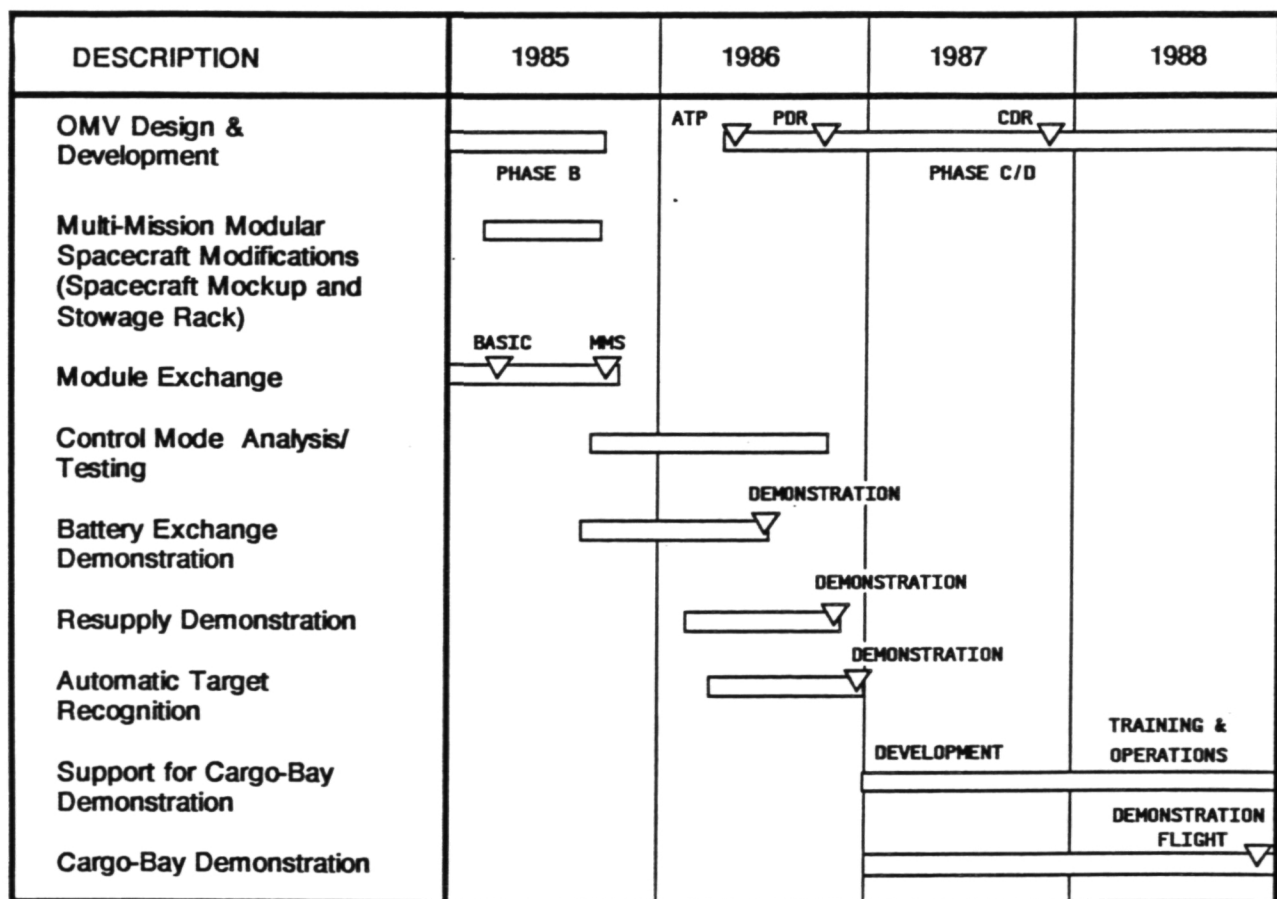 DESCRIPTION 1985 1986 1987 1988
OMV Design &
Development
ATP PDR CDR
PHASE B PHASE C/D
Multi-Mission Modular
Spacecraft Modifications
(Spacecraft Mockup and
Stowage Rack)
BASIC MMS
Module Exchange
Control Mode Analysis/
Testing
DEMONSTRATION
Battery Exchange
Demonstration
DEMONSTRATION
Resupply Demonstration
DEMONSTRATION
Automatic Target
Recognition
TRAINING &
DEVELOPMENT OPERATIONS
Support for Cargo-Bay
Demonstration
DEMONSTRATION
FLIGHT
Cargo-Bay Demonstration